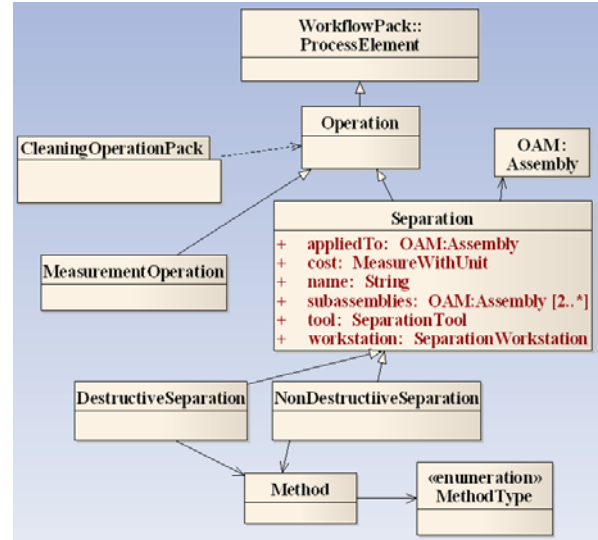 WorkflowPack::
ProcessElement
Operation
CleaningOperationPack
OAM:
Assembly
Separation
+ appliedTo: OAM:Assembly
+ cost: MeasureWithUnit
+ name: String
+ subassemblies: OAM:Assembly [2..*]
+ tool: SeparationTool
+ workstation: SeparationWorkstation
MeasurementOperation
DestructiveSeparation
NonDestructiiveSeparation
Method
«enumeration»
MethodType